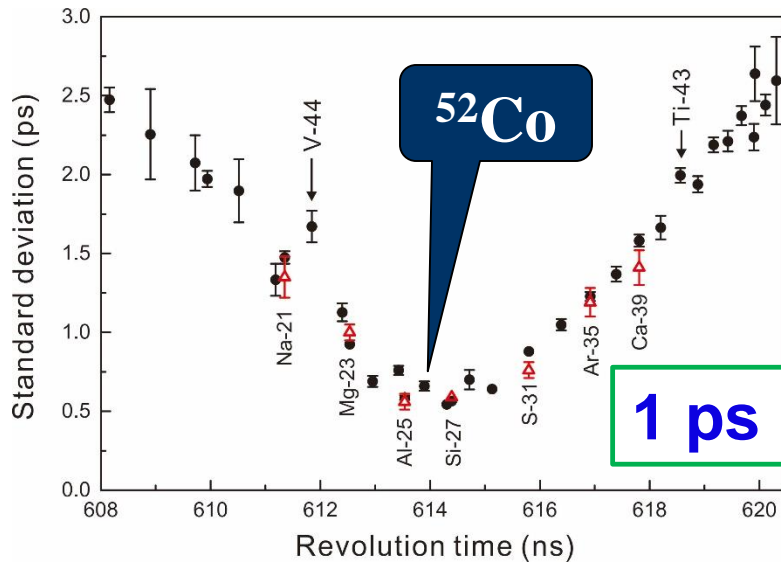 Standard deviation (ps)
3.0
2.5
2.0
1.5
1.0
0.5
0.0
608
610
612
614
616
618
620
Revolution time (ns)
⁵²Co
V-44
Ti-43
Na-21
Mg-23
Al-25
Si-27
S-31
Ar-35
Ca-39
1 ps